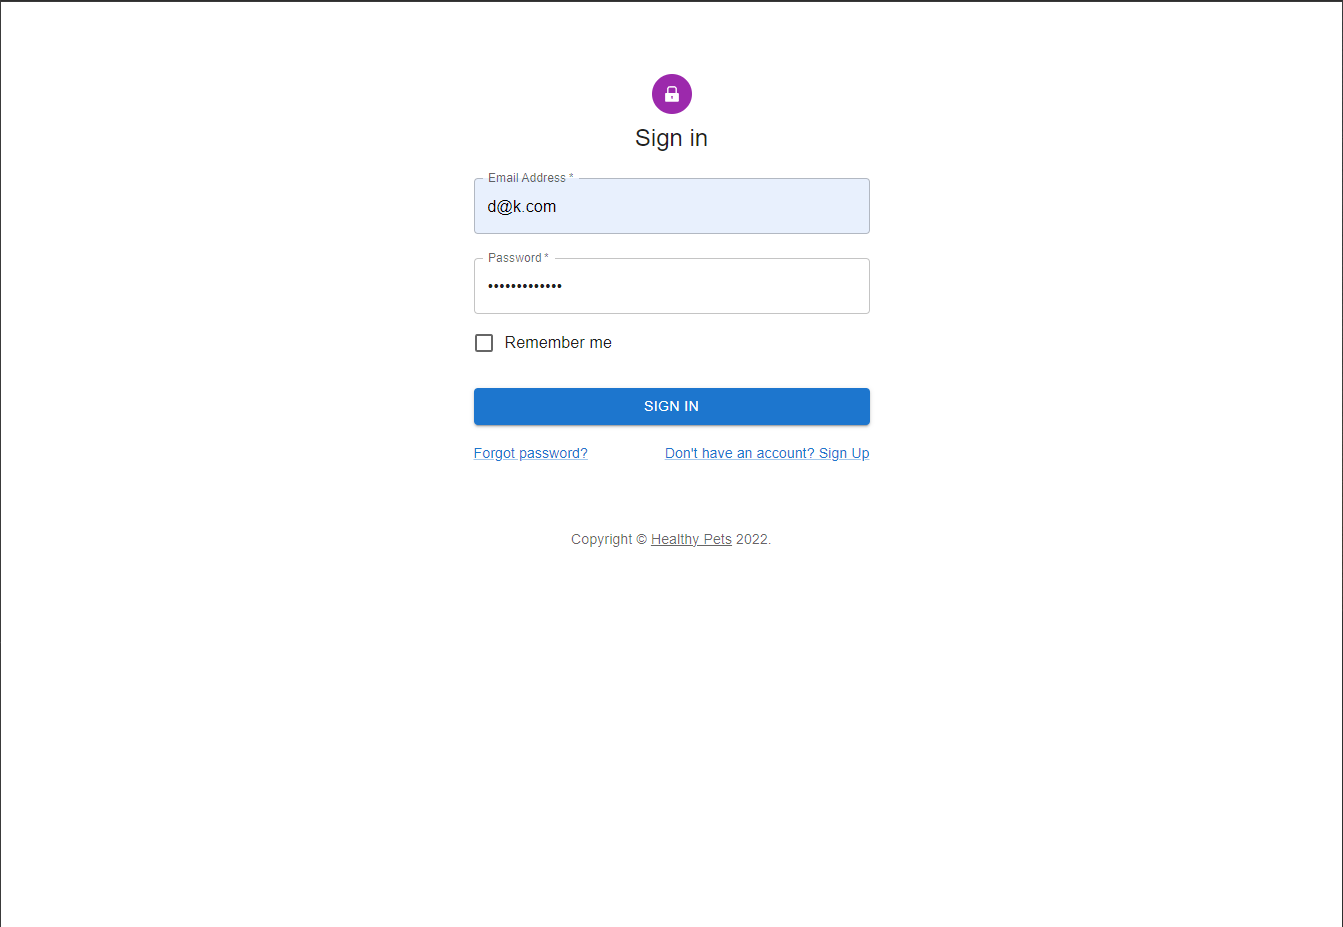 Sign in
Email Address *
d@k.com
Password *
•••••••••••••
Remember me
SIGN IN
Forgot password? Don't have an account? Sign Up
Copyright © Healthy Pets 2022.